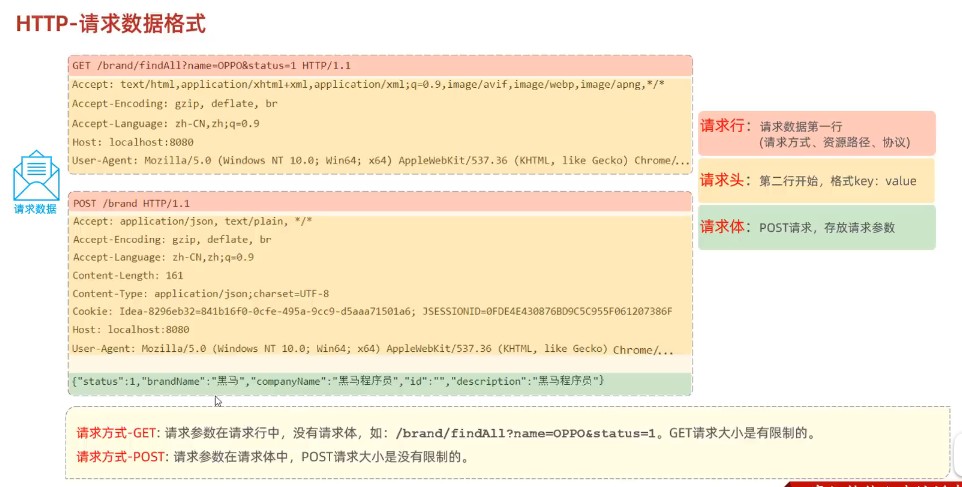 HTTP-请求数据格式
GET /brand/findAll?name=OPPO&status=1 HTTP/1.1
Accept: text/html,application/xhtml+xml,application/xml;q=0.9,image/avif,image/webp,image/apng,*/*
Accept-Encoding: gzip, deflate, br
Accept-Language: zh-CN,zh;q=0.9
Host: localhost:8080
User-Agent: Mozilla/5.0 (Windows NT 10.0; Win64; x64) AppleWebKit/537.36 (KHTML, like Gecko) Chrome/...
请求数据
POST /brand HTTP/1.1
Accept: application/json, text/plain, */*
Accept-Encoding: gzip, deflate, br
Accept-Language: zh-CN,zh;q=0.9
Content-Length: 161
Content-Type: application/json;charset=UTF-8
Cookie: Idea-8296eb32=841b16f0-0cfe-495a-9cc9-d5aaa71501a6; JSESSIONID=0FDE4E430876BD9C5C955F061207386F
Host: localhost:8080
User-Agent: Mozilla/5.0 (Windows NT 10.0; Win64; x64) AppleWebKit/537.36 (KHTML, like Gecko) Chrome/...
{"status":1,"brandName":"黑马","companyName":"黑马程序员","id":"","description":"黑马程序员"}
请求行：请求数据第一行
(请求方式、资源路径、协议)
请求头：第二行开始，格式key：value
请求体：POST请求，存放请求参数
请求方式-GET: 请求参数在请求行中，没有请求体，如：/brand/findAll?name=OPPO&status=1。GET请求大小是有限制的。
请求方式-POST: 请求参数在请求体中，POST请求大小是没有限制的。